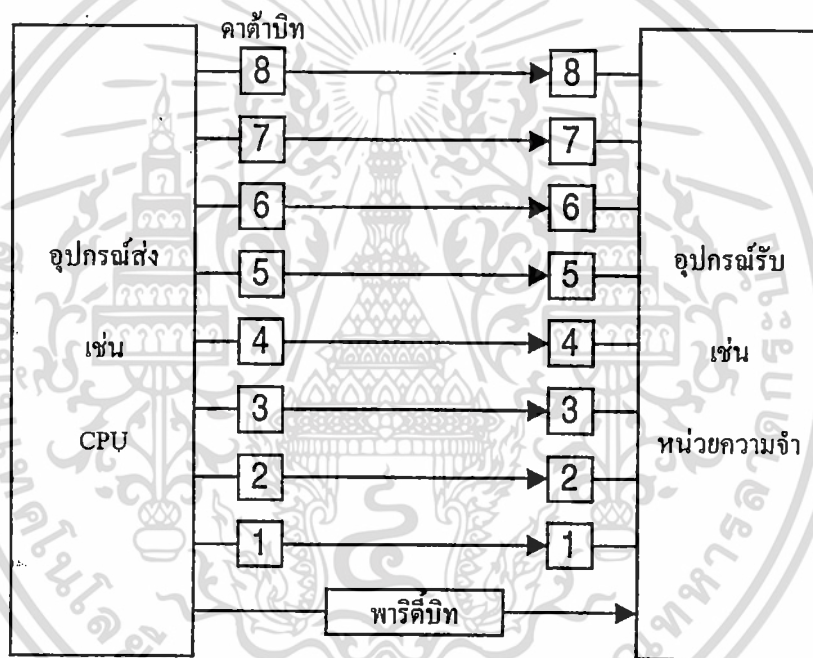 ดาต้าบิท
8 8
7 7
6 6
อุปกรณ์ส่ง 5 5 อุปกรณ์รับ
เช่น 4 4 เช่น
CPU 3 3 หน่วยความจำ
2 2
1 1
พาริตี้บิท